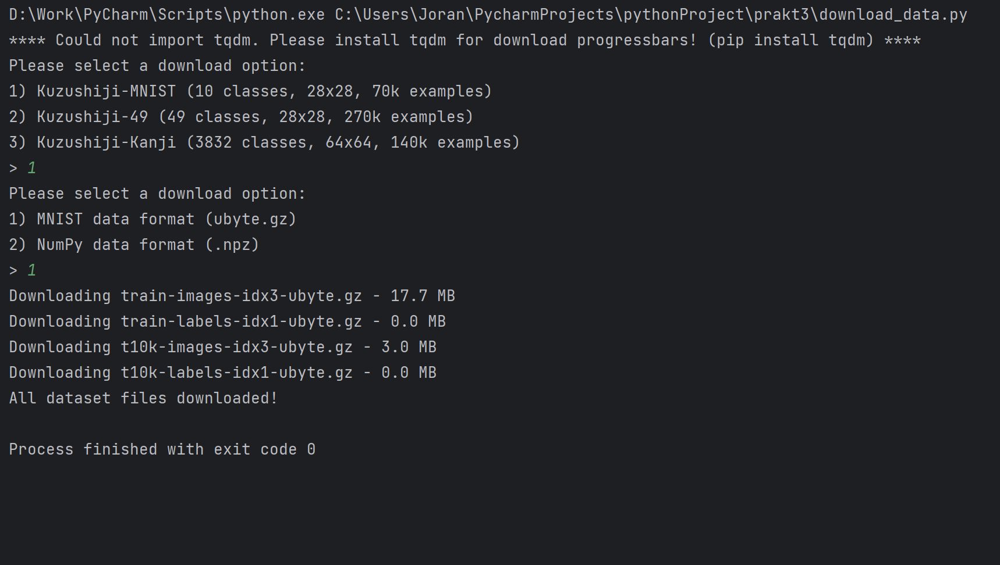 D:\Work\PyCharm\Scripts\python.exe C:\Users\Joran\PycharmProjects\pythonProject\prakt3\download_data.py
**** Could not import tqdm. Please install tqdm for download progressbars! (pip install tqdm) ****
Please select a download option:
1) Kuzushiji-MNIST (10 classes, 28x28, 70k examples)
2) Kuzushiji-49 (49 classes, 28x28, 270k examples)
3) Kuzushiji-Kanji (3832 classes, 64x64, 140k examples)
> 1
Please select a download option:
1) MNIST data format (ubyte.gz)
2) NumPy data format (.npz)
> 1
Downloading train-images-idx3-ubyte.gz - 17.7 MB
Downloading train-labels-idx1-ubyte.gz - 0.0 MB
Downloading t10k-images-idx3-ubyte.gz - 3.0 MB
Downloading t10k-labels-idx1-ubyte.gz - 0.0 MB
All dataset files downloaded!
Process finished with exit code 0